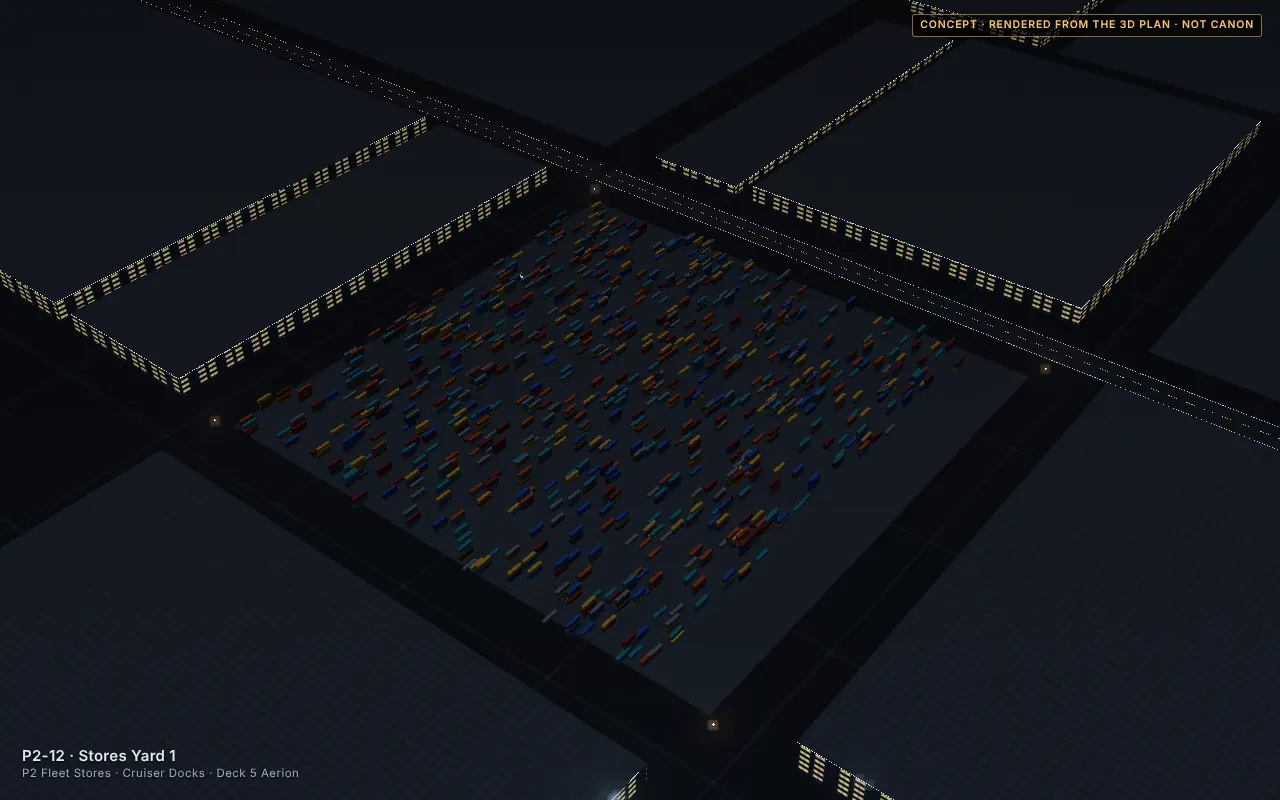 CONCEPT · RENDERED FROM THE 3D PLAN · NOT CANON
P2-12 · Stores Yard 1
P2 Fleet Stores · Cruiser Docks · Deck 5 Aerion